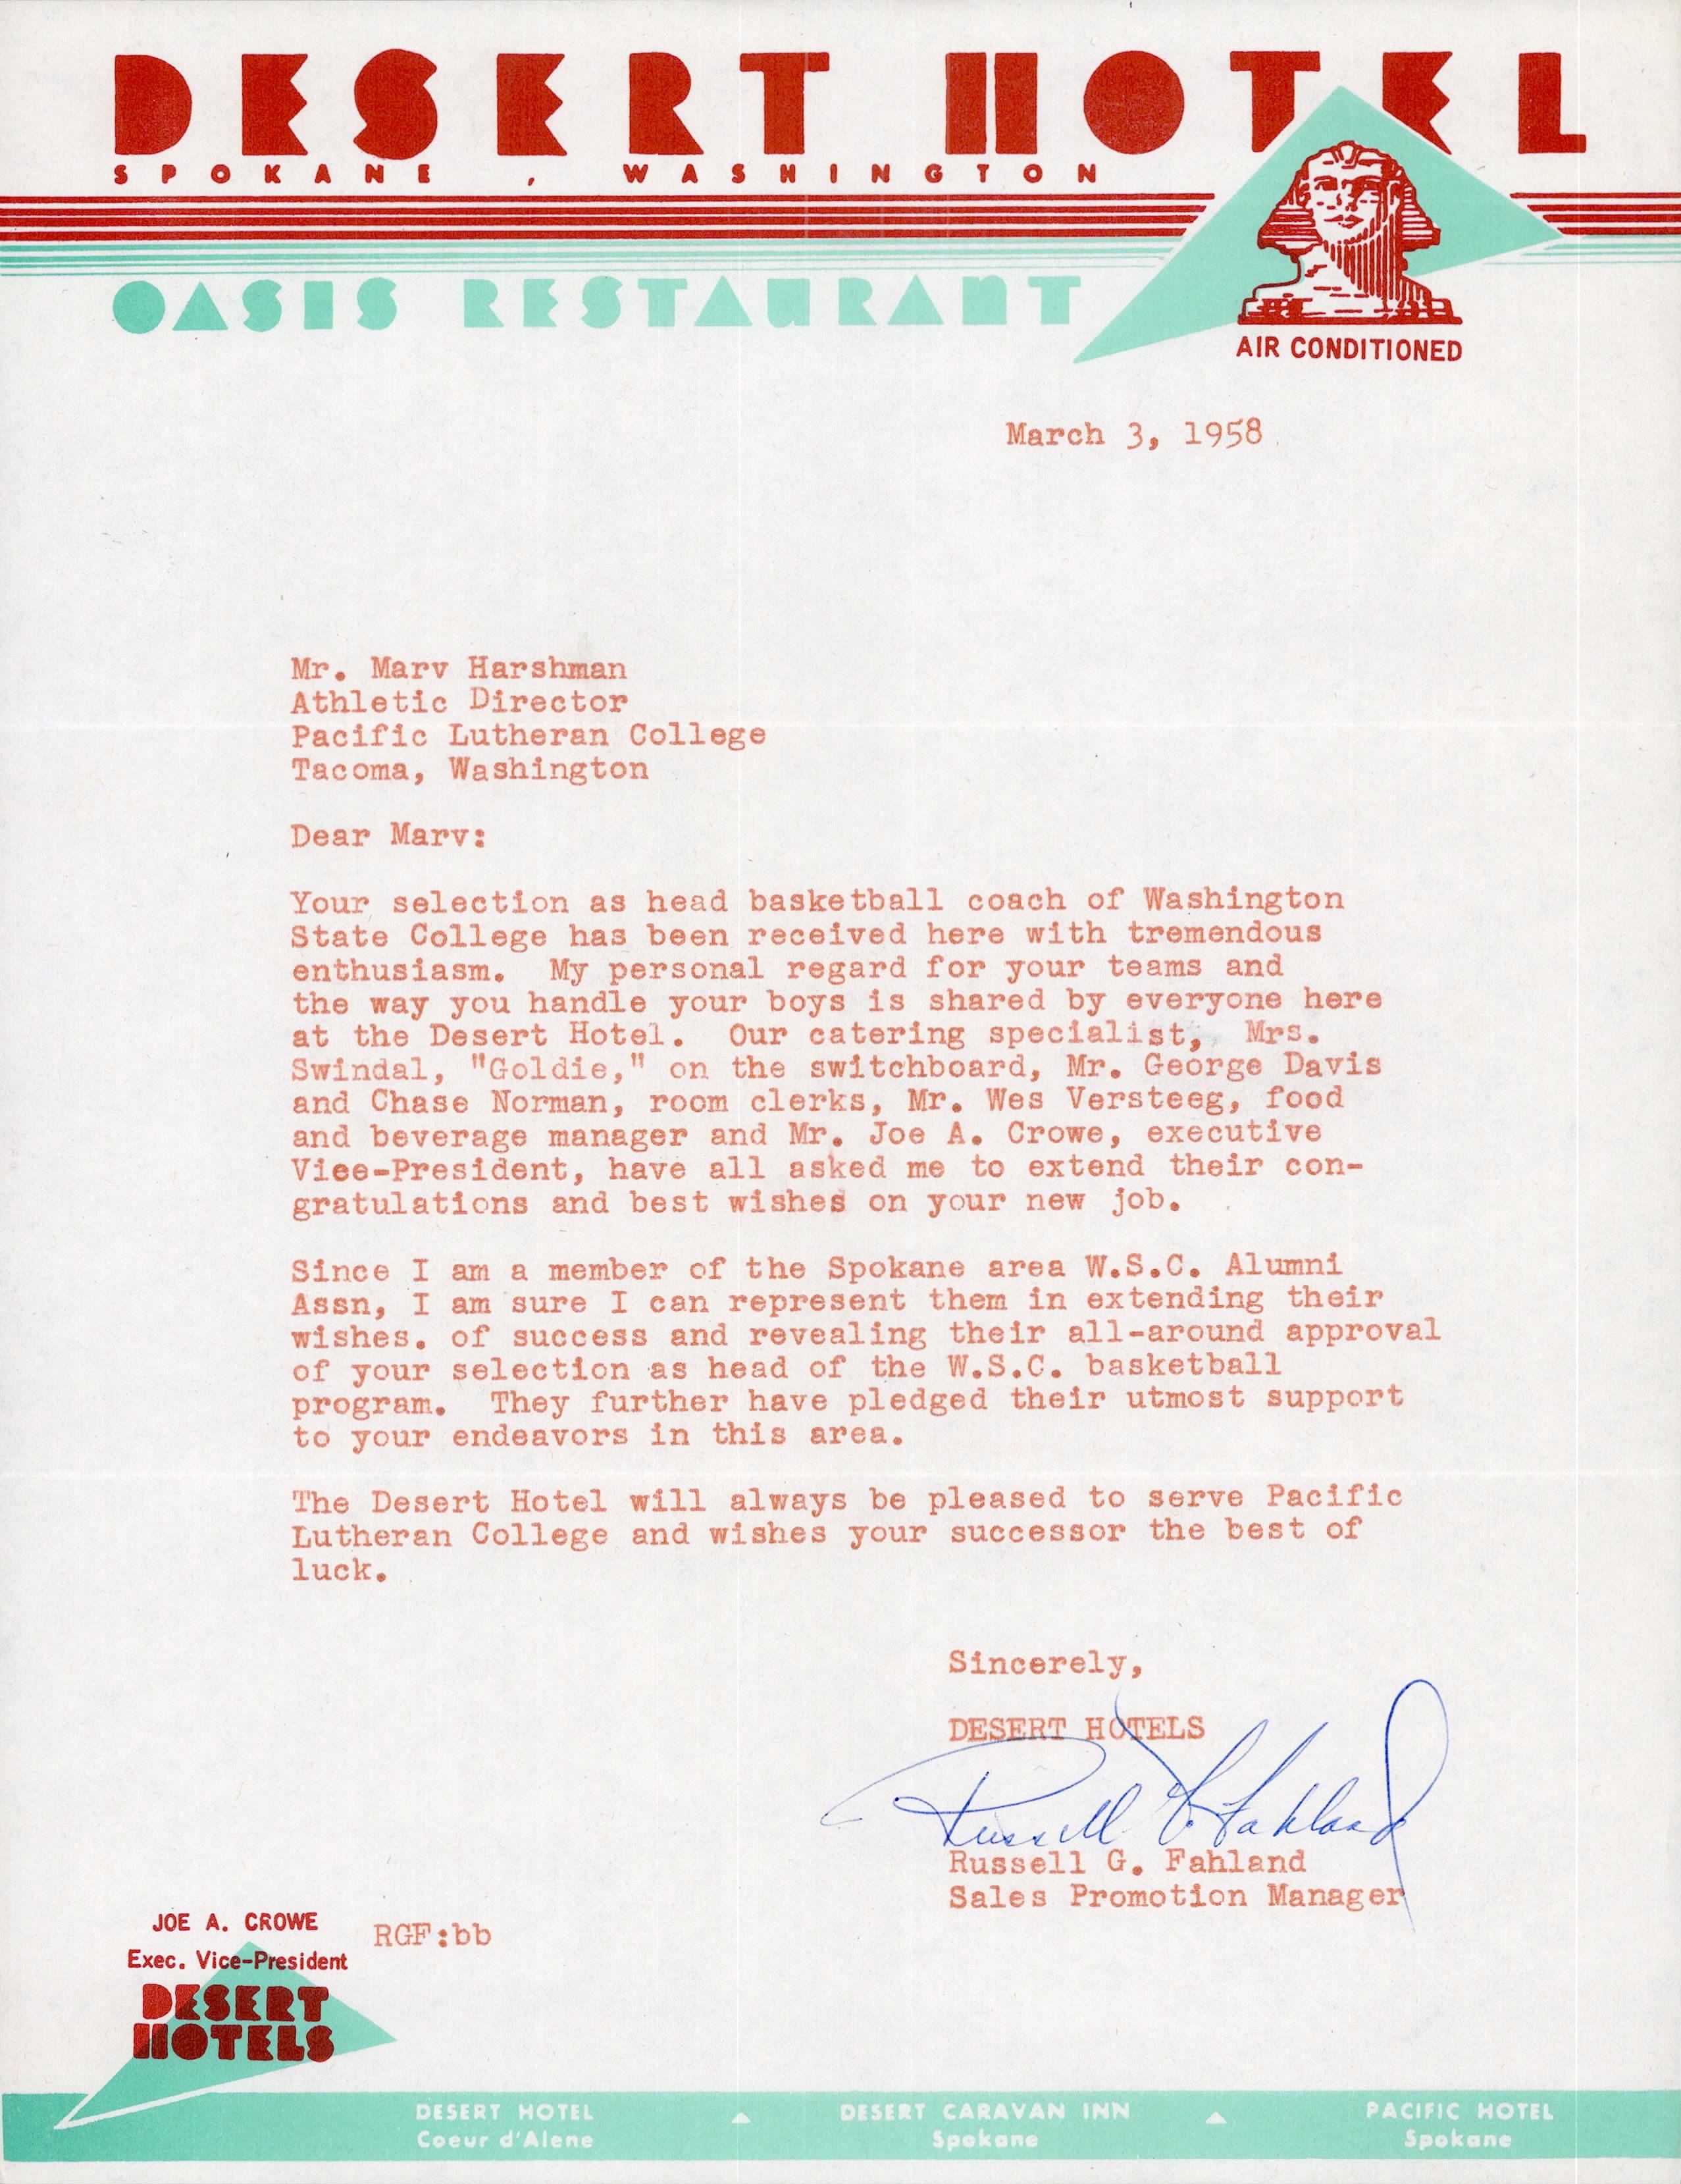 DESERT HOTEL
SPOKANE, WASHINGTON
OASIS RESTAURANT
AIR CONDITIONED
March 3, 1958
Mr. Marv Harshman
Athletic Director
Pacific Lutheran College
Tacoma, Washington
Dear Marv:
Your selection as head basketball coach of Washington
State College has been received here with tremendous
enthusiasm. My personal regard for your teams and
the way you handle your boys is shared by everyone here
at the Desert Hotel. Our catering specialist, Mrs.
Swindal, "Goldie," on the switchboard, Mr. George Davis
and Chase Norman, room clerks, Mr. Wes Versteeg, food
and beverage manager and Mr. Joe A. Crowe, executive
Viee-President, have all asked me to extend their con-
gratulations and best wishes on your new job.
Since I am a member of the Spokane area W.S.C. Alumni
Assn, I am sure I can represent them in extending their
wishes. of success and revealing their all-around approval
of your selection as head of the W.S.C. basketball
program. They further have pledged their utmost support
to your endeavors in this area.
The Desert Hotel will always be pleased to serve Pacific
Lutheran College and wishes your successor the best of
luck.
Sincerely,
DESERT HOTELS
Russell G. Fahland
Russell G. Fahland
Sales Promotion Manager
JOE A. CROWE
Exec. Vice-President
RGF:bb
DESERT
HOTELS
DESERT HOTEL
Coeur d'Alene
DESERT CARAVAN INN
Spokane
PACIFIC HOTEL
Spokane